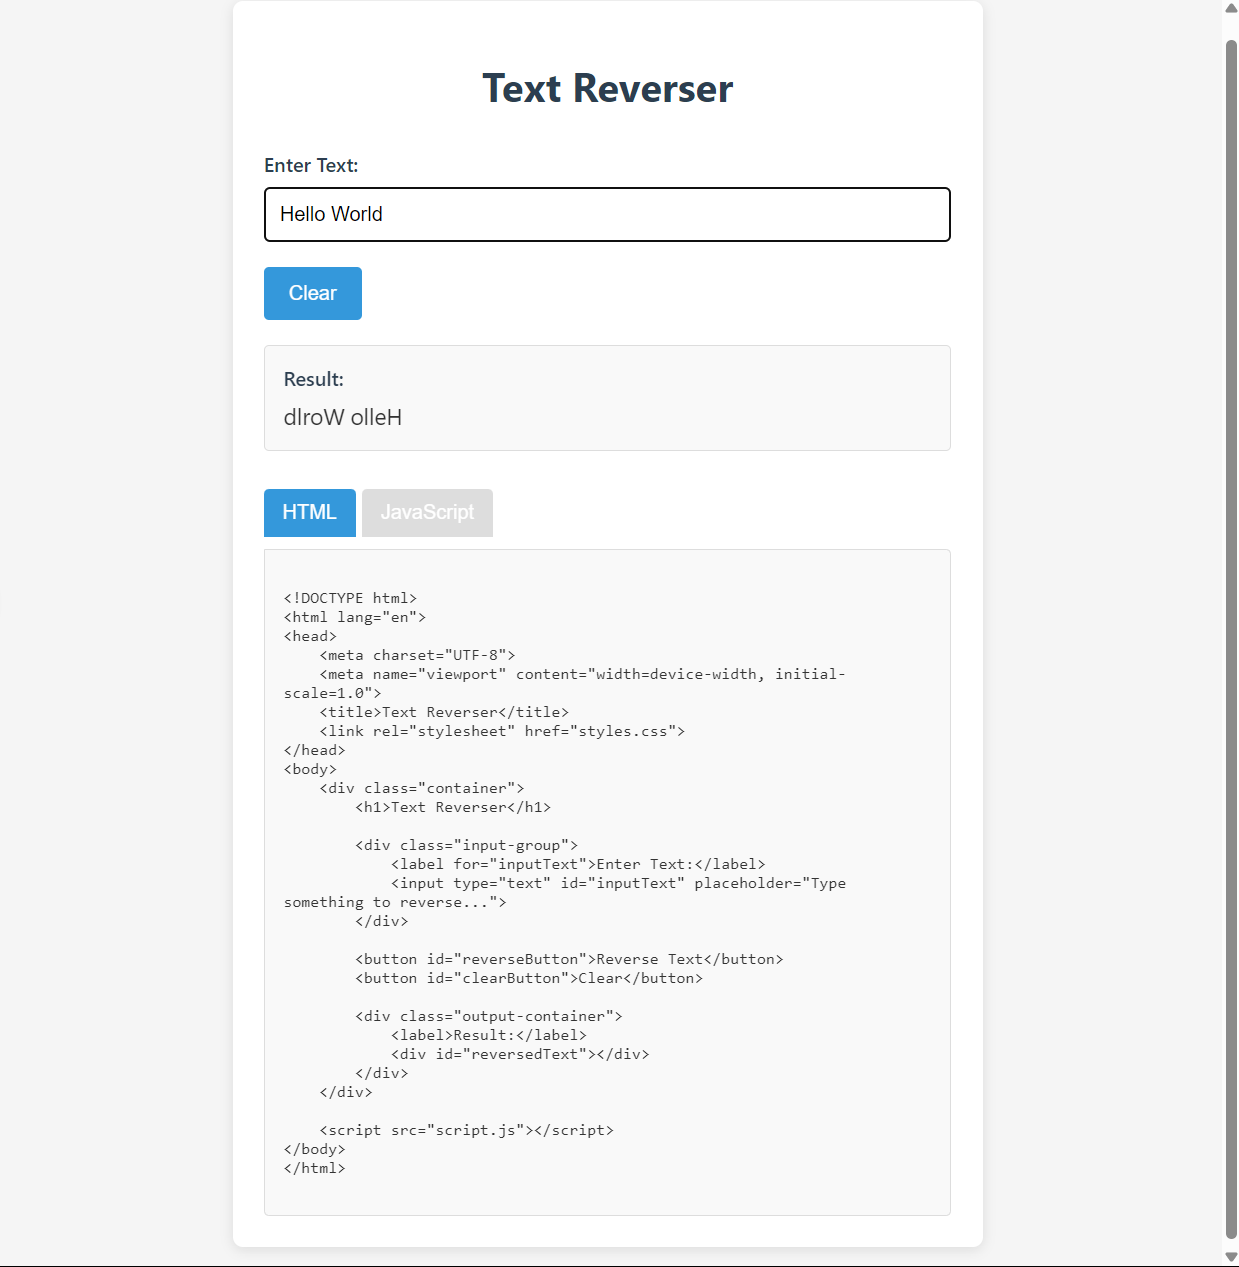 Text Reverser
Enter Text:
Hello World
Clear
Result:
dlroW olleH
HTML JavaScript
<!DOCTYPE html>
<html lang="en">
<head>
    <meta charset="UTF-8">
    <meta name="viewport" content="width=device-width, initial-
scale=1.0">
    <title>Text Reverser</title>
    <link rel="stylesheet" href="styles.css">
</head>
<body>
    <div class="container">
        <h1>Text Reverser</h1>

        <div class="input-group">
            <label for="inputText">Enter Text:</label>
            <input type="text" id="inputText" placeholder="Type
something to reverse...">
        </div>

        <button id="reverseButton">Reverse Text</button>
        <button id="clearButton">Clear</button>

        <div class="output-container">
            <label>Result:</label>
            <div id="reversedText"></div>
        </div>
    </div>

    <script src="script.js"></script>
</body>
</html>